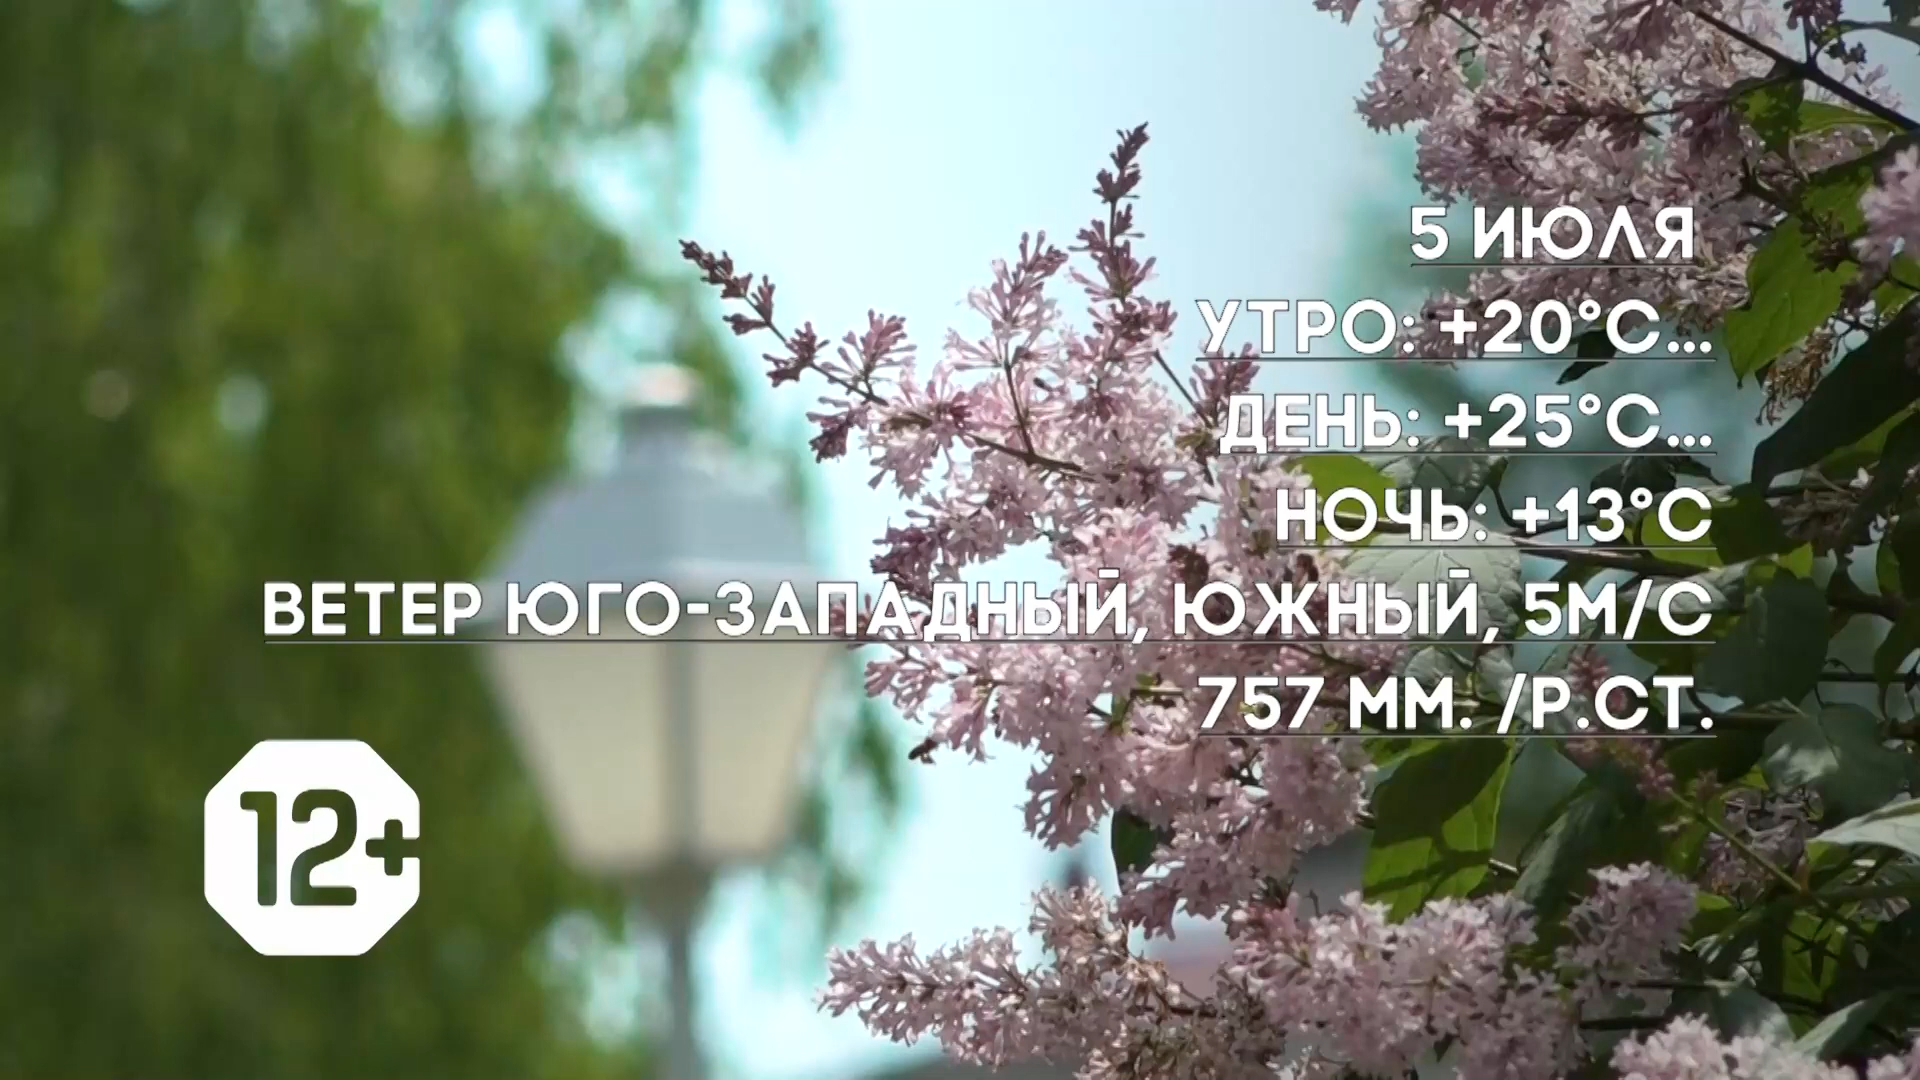 5 ИЮЛЯ
УТРО: +20°С...
ДЕНЬ: +25°С...
НОЧЬ: +13°С
ВЕТЕР ЮГО-ЗАПАДНЫЙ, ЮЖНЫЙ, 5М/С
757 ММ. /Р.СТ.
12+